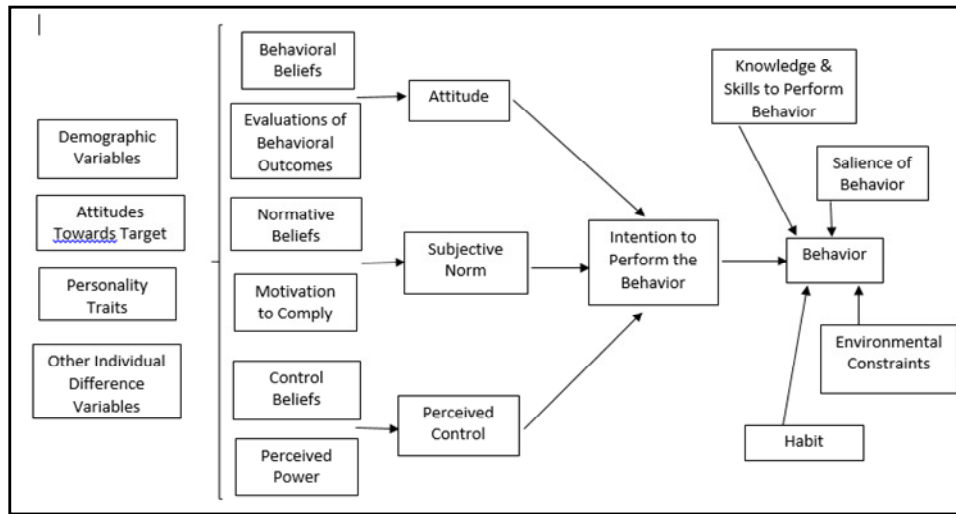 Demographic
Variables
Attitudes
Towards Target
Personality
Traits
Other Individual
Difference
Variables
Behavioral
Beliefs
Evaluations of
Behavioral
Outcomes
Normative
Beliefs
Motivation
to Comply
Control
Beliefs
Perceived
Power
Attitude
Subjective
Norm
Perceived
Control
Intention to
Perform the
Behavior
Knowledge &
Skills to Perform
Behavior
Salience of
Behavior
Behavior
Environmental
Constraints
Habit